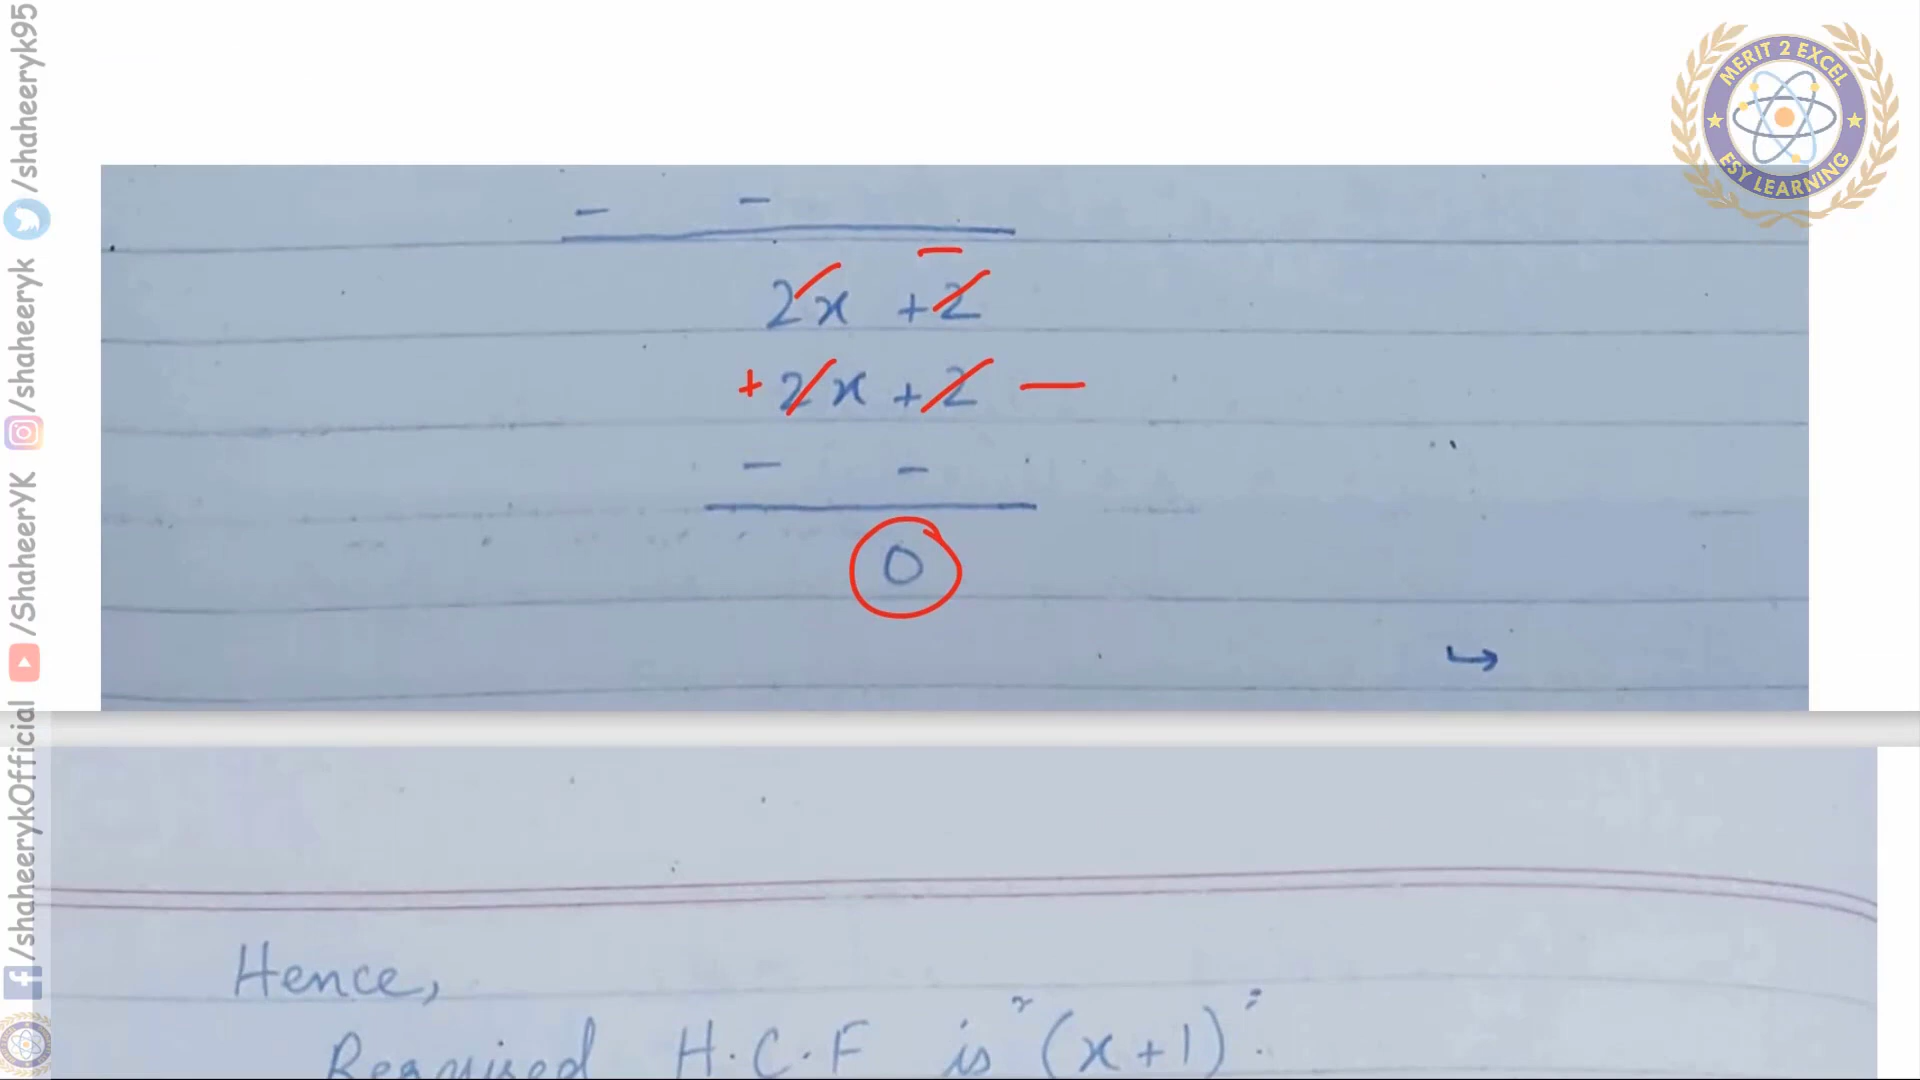 /shaheeryk95
/shaheeryk
/ShaheerYK
/shaheerykOfficial
MERIT 2 EXCEL
ESY LEARNING
- -
2x + 2
+ 2x + 2
- -
0
Hence,
Required H.C.F is "(x+1)".